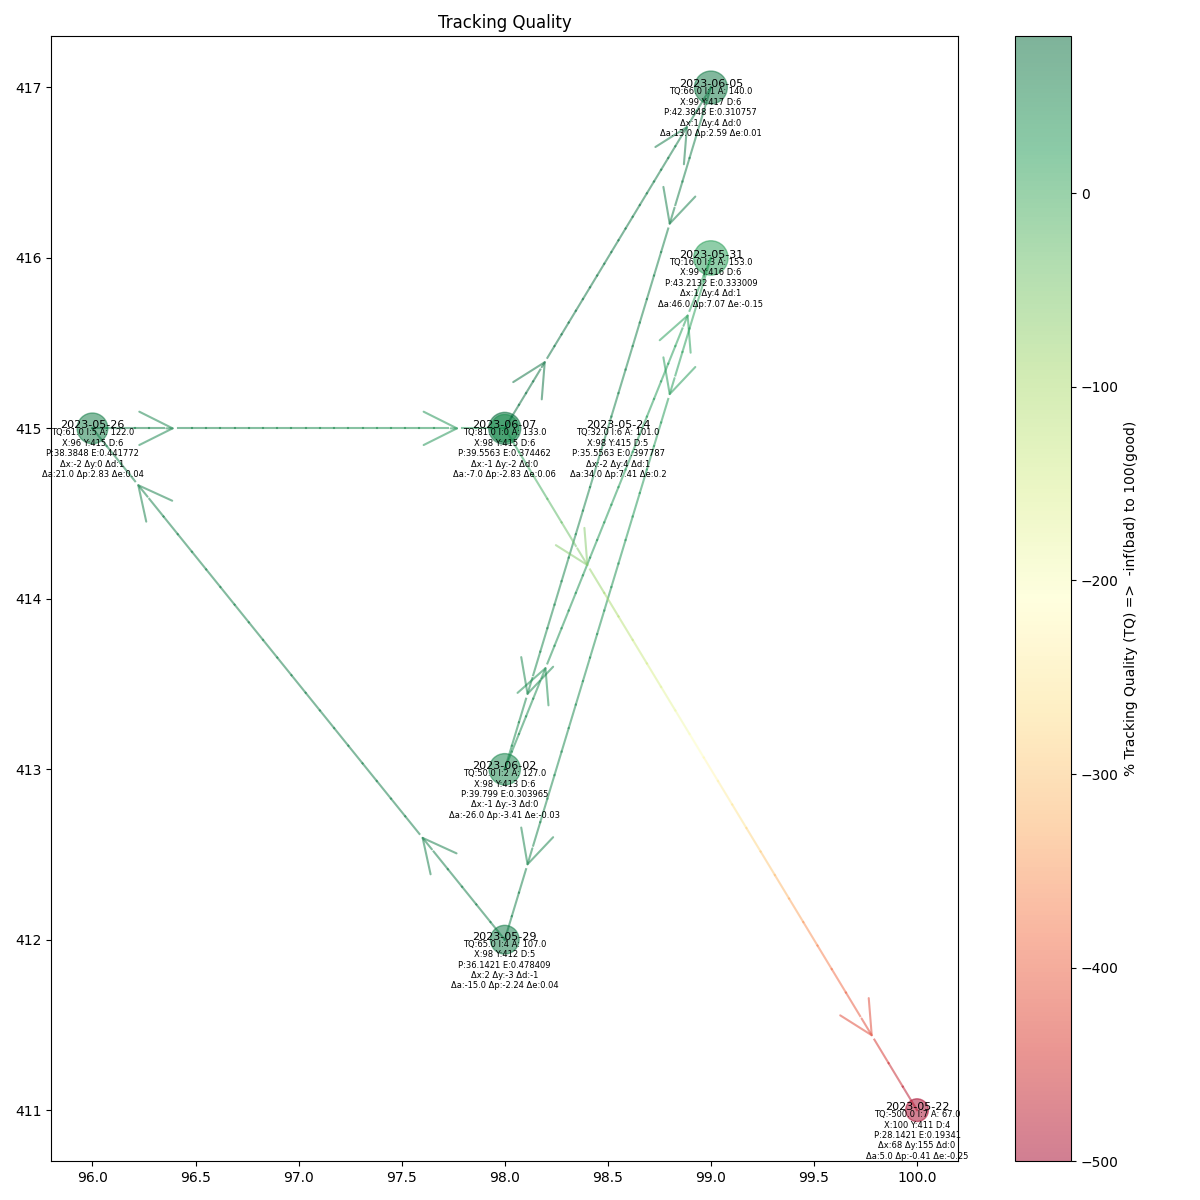 Tracking Quality
417
416
415
414
413
412
411
96.0
96.5
97.0
97.5
98.0
98.5
99.0
99.5
100.0
2023-06-05
TQ:66.0 I:1 A: 140.0
X:99 Y:417 D:6
P:42.3848 E:0.310757
Δx:1 Δy:4 Δd:0
Δa:13.0 Δp:2.59 Δe:0.01
2023-05-31
TQ:16.0 I:3 A: 153.0
X:99 Y:416 D:6
P:43.2132 E:0.333009
Δx:1 Δy:4 Δd:1
Δa:46.0 Δp:7.07 Δe:-0.15
2023-05-26
TQ:61.0 I:5 A: 122.0
X:96 Y:415 D:6
P:38.3848 E:0.441772
Δx:-2 Δy:0 Δd:1
Δa:21.0 Δp:2.83 Δe:0.04
2023-06-07
TQ:81.0 I:0 A: 133.0
X:98 Y:415 D:6
P:39.5563 E:0.374462
Δx:-1 Δy:-2 Δd:0
Δa:-7.0 Δp:-2.83 Δe:0.06
2023-05-24
TQ:32.0 I:6 A: 101.0
X:98 Y:415 D:5
P:35.5563 E:0.397787
Δx:-2 Δy:4 Δd:1
Δa:34.0 Δp:7.41 Δe:0.2
2023-06-02
TQ:50.0 I:2 A: 127.0
X:98 Y:413 D:6
P:39.799 E:0.303965
Δx:-1 Δy:-3 Δd:0
Δa:-26.0 Δp:-3.41 Δe:-0.03
2023-05-29
TQ:65.0 I:4 A: 107.0
X:98 Y:412 D:5
P:36.1421 E:0.478409
Δx:2 Δy:-3 Δd:-1
Δa:-15.0 Δp:-2.24 Δe:0.04
2023-05-22
TQ:-500.0 I:7 A: 67.0
X:100 Y:411 D:4
P:28.1421 E:0.19341
Δx:68 Δy:155 Δd:0
Δa:5.0 Δp:-0.41 Δe:-0.25
0
−100
−200
−300
−400
−500
% Tracking Quality (TQ) => -inf(bad) to 100(good)